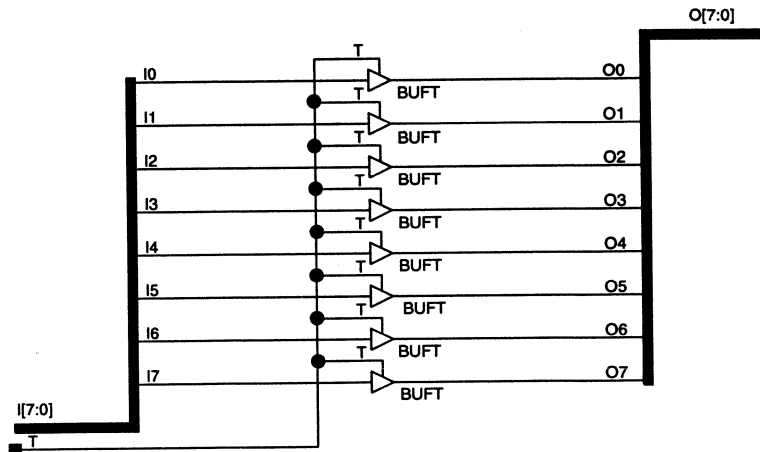 O[7:0]
T
I0
O0
BUFT
T
I1
O1
BUFT
T
I2
O2
BUFT
T
I3
O3
BUFT
T
I4
O4
BUFT
T
I5
O5
BUFT
T
I6
O6
BUFT
T
I7
O7
BUFT
I[7:0]
T